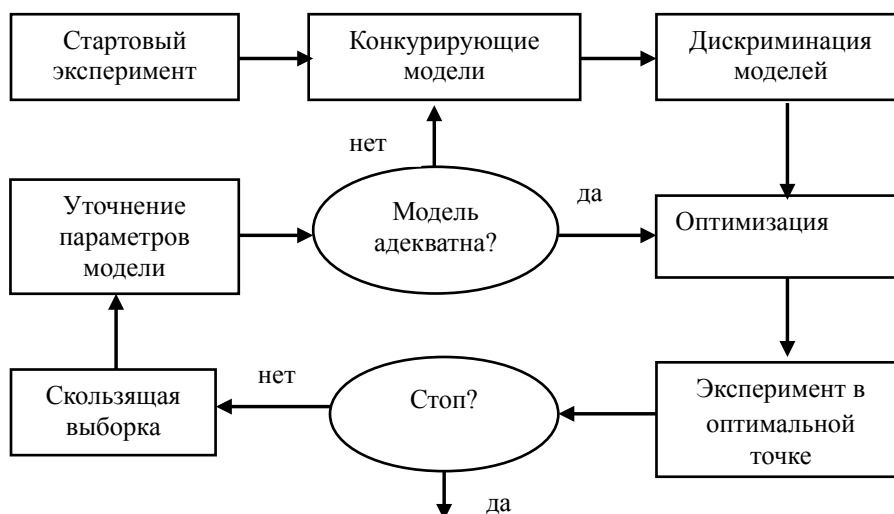 Стартовый
эксперимент
Конкурирующие
модели
Дискриминация
моделей
нет
да
Уточнение
параметров
модели
Модель
адекватна?
Оптимизация
нет
Скользящая
выборка
Стоп?
Эксперимент в
оптимальной
точке
да